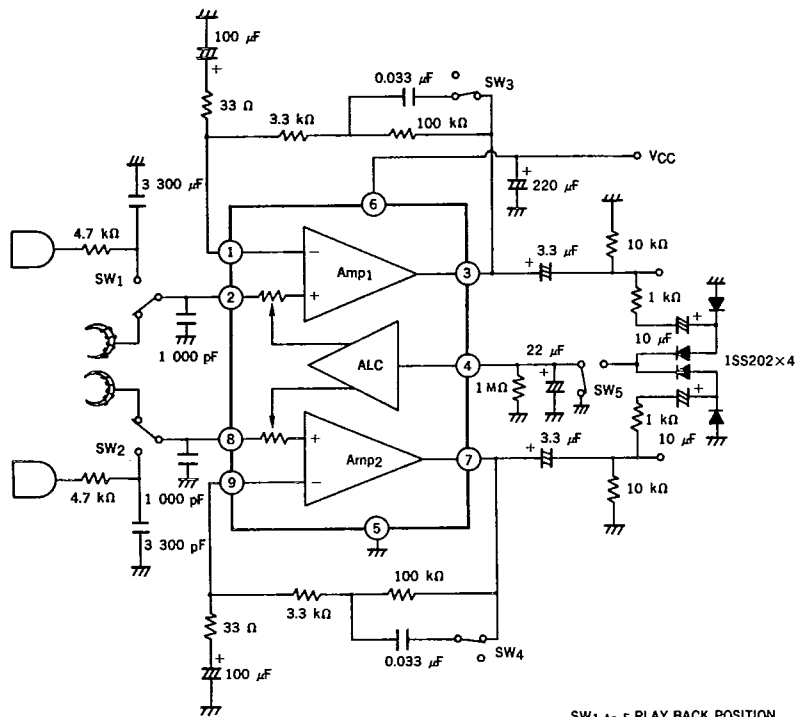 100 µF
+
33 Ω
0.033 µF
SW3
3.3 kΩ
100 kΩ
VCC
+
220 µF
3 300 µF
4.7 kΩ
6
SW1
1
−
Amp1
3
3.3 µF
+
10 kΩ
2
+
1 kΩ
+
10 µF
1 000 pF
ALC
4
22 µF
+
1SS202×4
1 MΩ
SW5
SW2
8
+
Amp2
7
3.3 µF
+
1 kΩ
+
10 µF
4.7 kΩ
1 000 pF
9
−
10 kΩ
3 300 pF
5
100 kΩ
3.3 kΩ
33 Ω
0.033 µF
SW4
+
100 µF
SW1 to 5 PLAY BACK POSITION